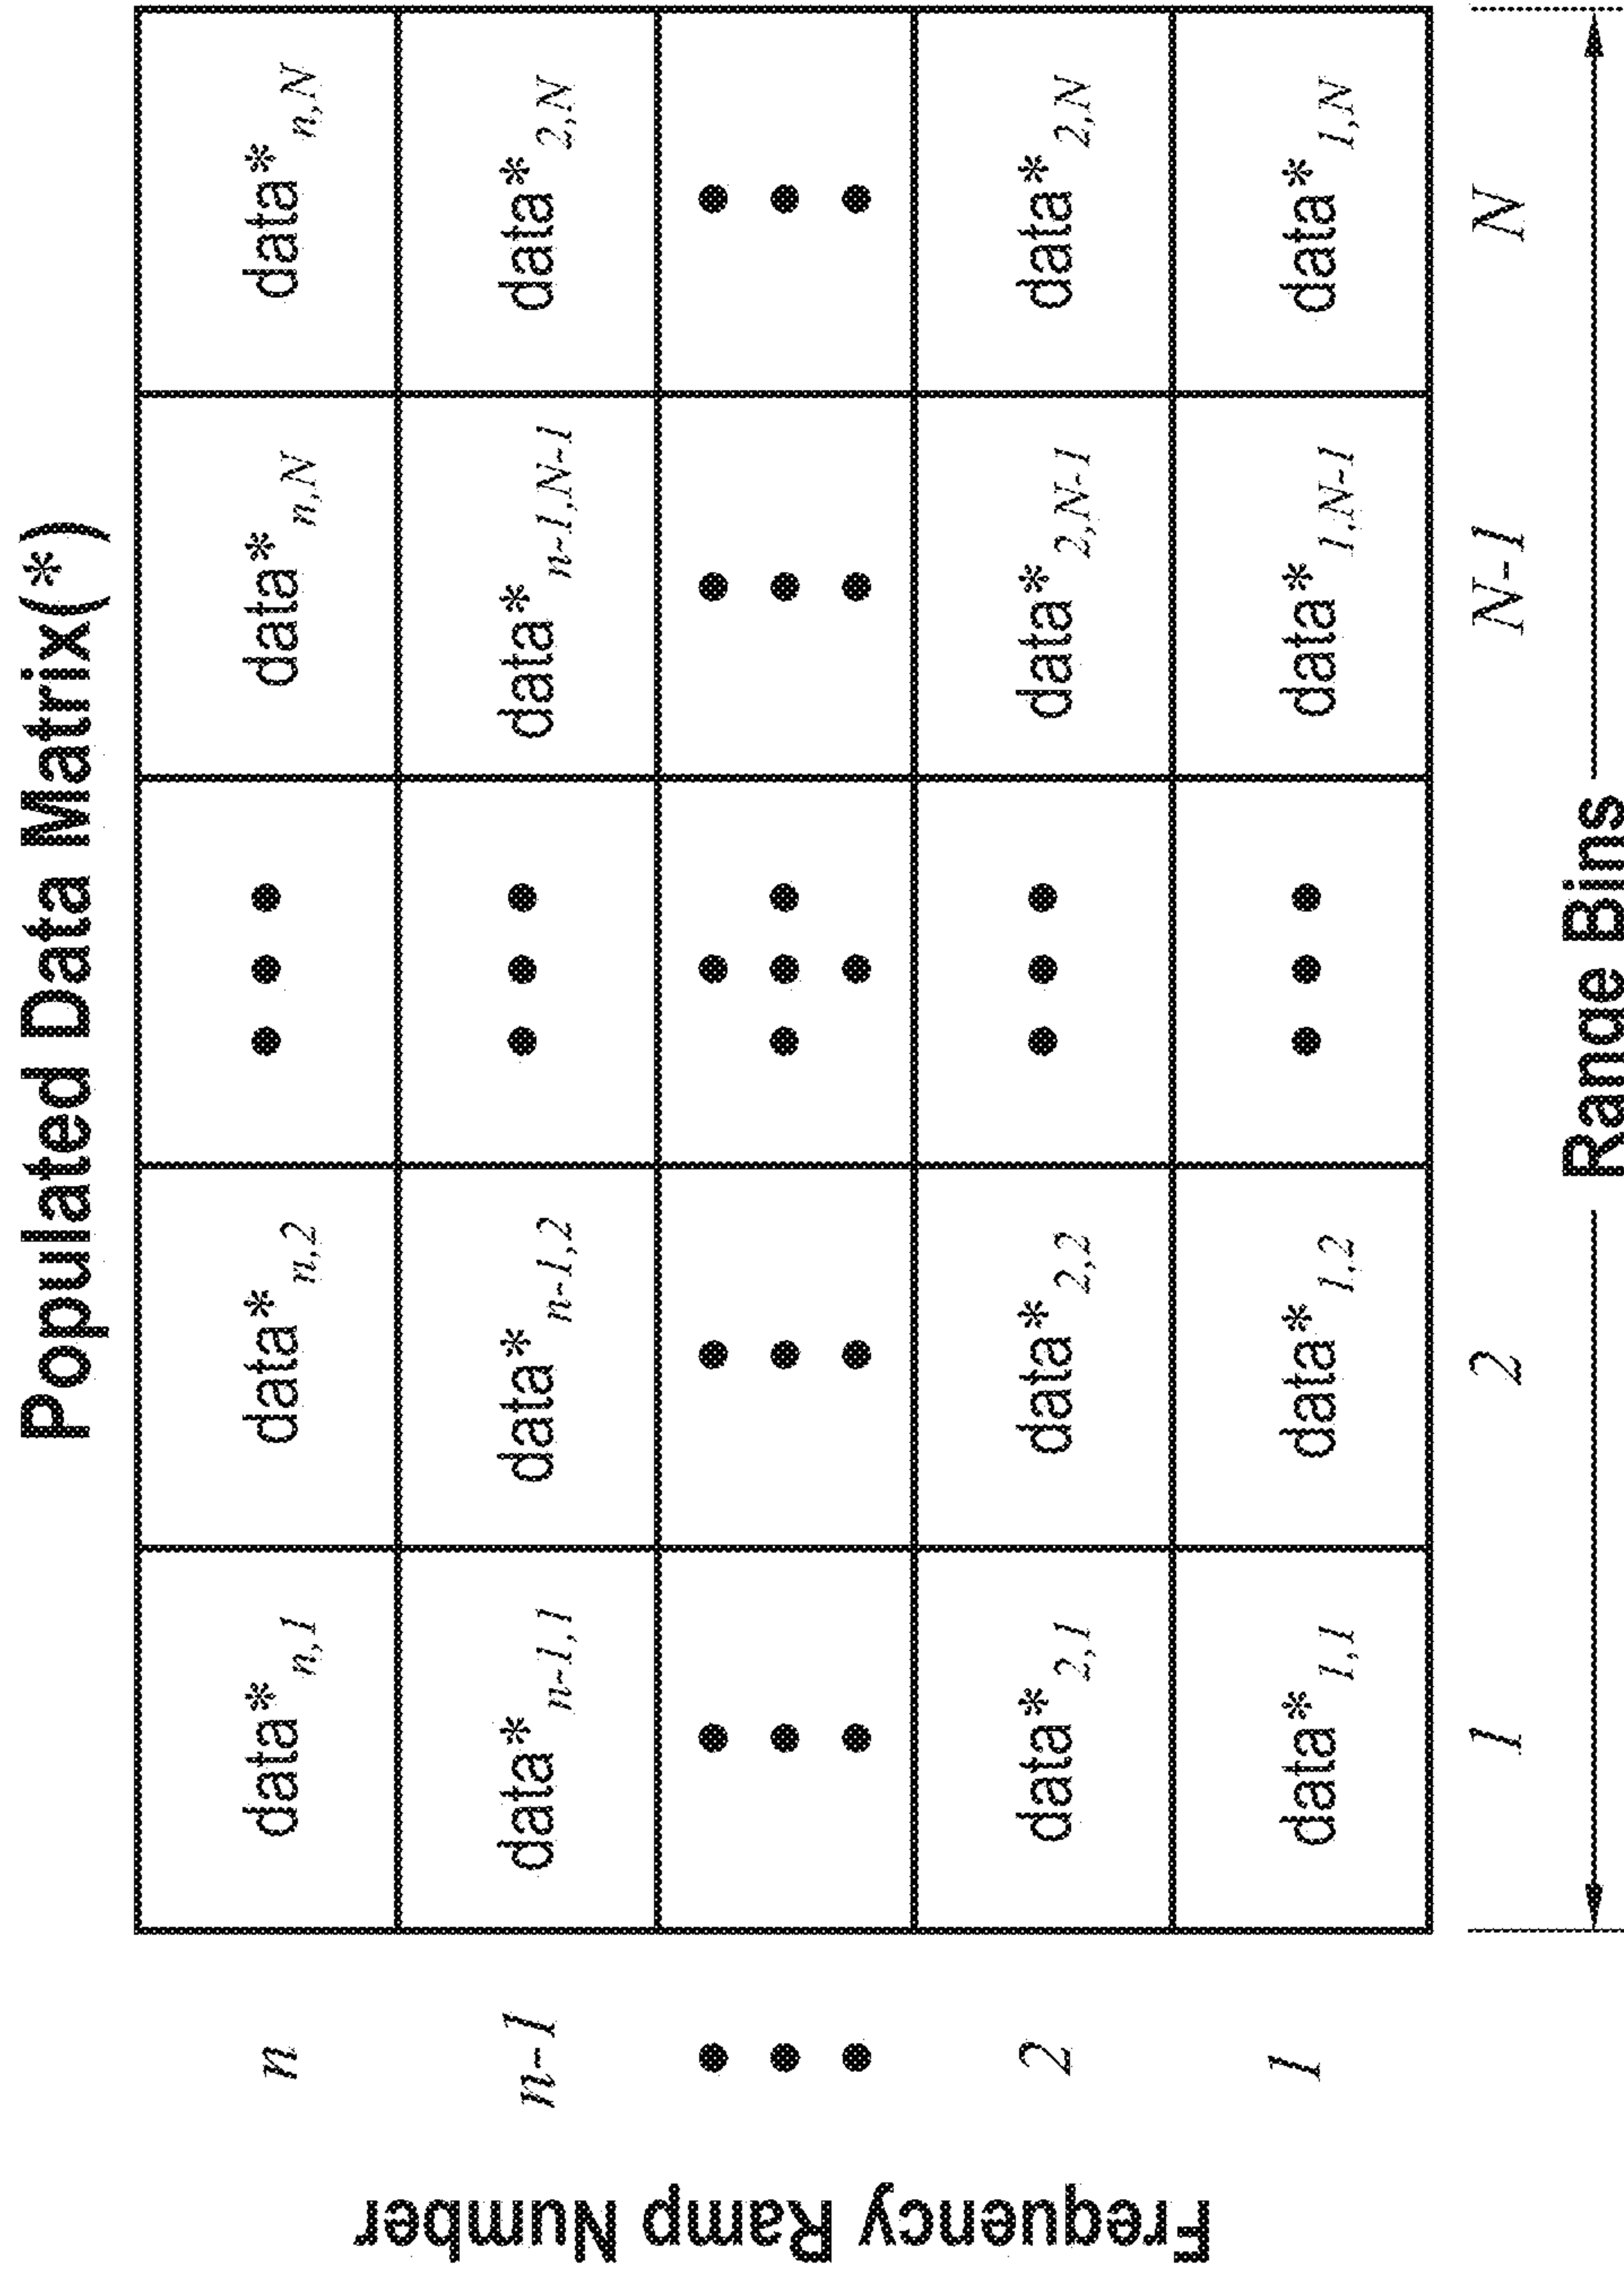 Populated Data Matrix(*)
Frequency Ramp Number
n data*n,1 data*n,2 ● ● ● data*n,N data*n,N
n-1 data*n-1,1 data*n-1,2 ● ● ● data*n-1,N-1 data*2,N
2 data*2,1 data*2,2 ● ● ● data*2,N-1 data*2,N
1 data*1,1 data*1,2 ● ● ● data*1,N-1 data*1,N
1 2 N-1 N
Range Bins